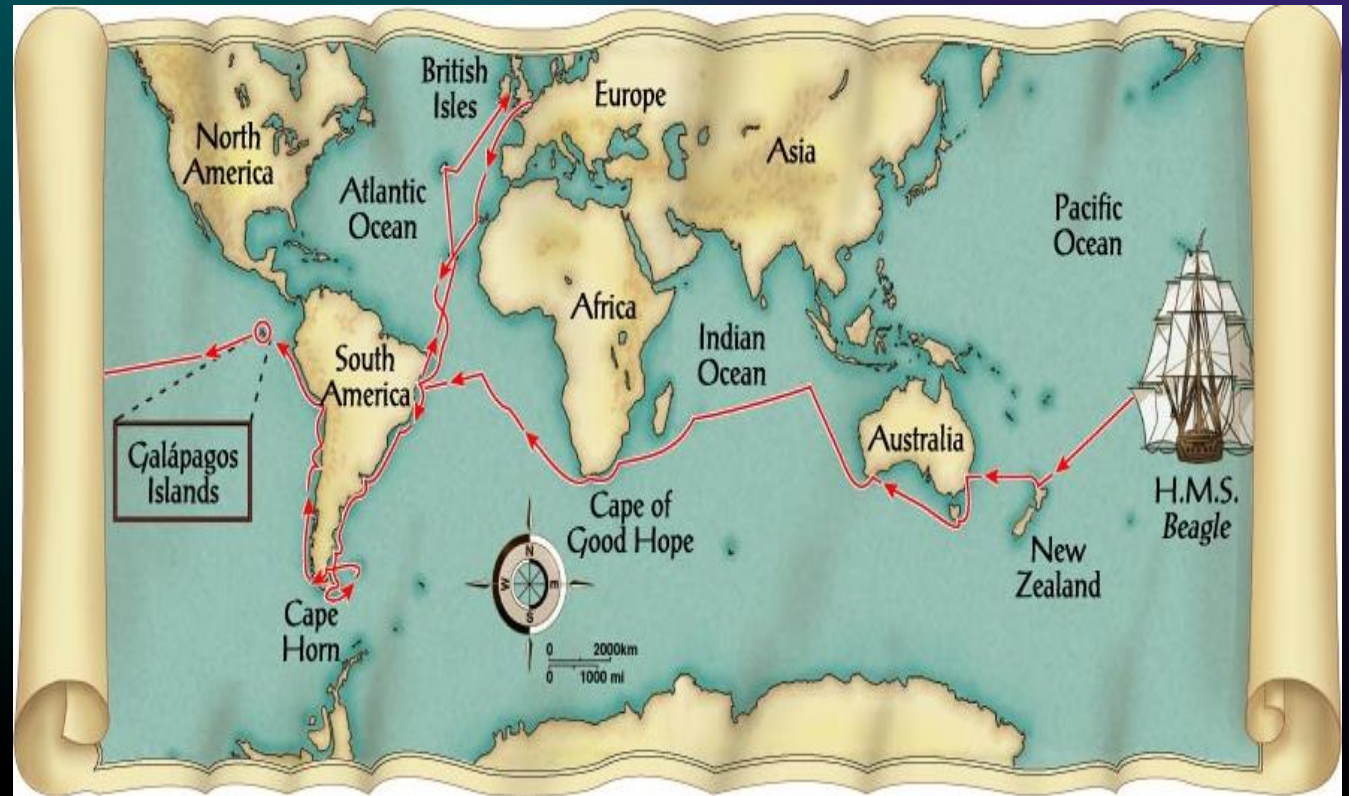 British
Isles
Europe
North
America
Asia
Atlantic
Ocean
Pacific
Ocean
Africa
Indian
Ocean
South
America
Galápagos
Islands
Australia
H.M.S.
Beagle
Cape of
Good Hope
New
Zealand
Cape
Horn
N
W
m
S
0 2000km
0 1000 mi